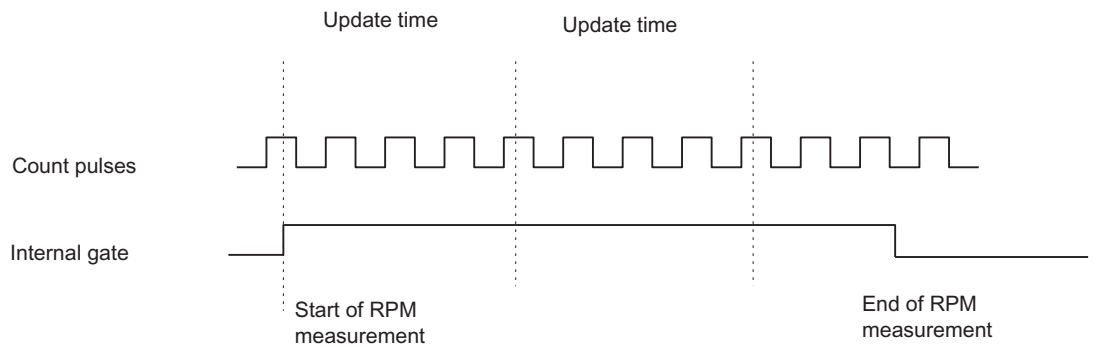 Update time
Update time
Count pulses
Internal gate
Start of RPM
measurement
End of RPM
measurement